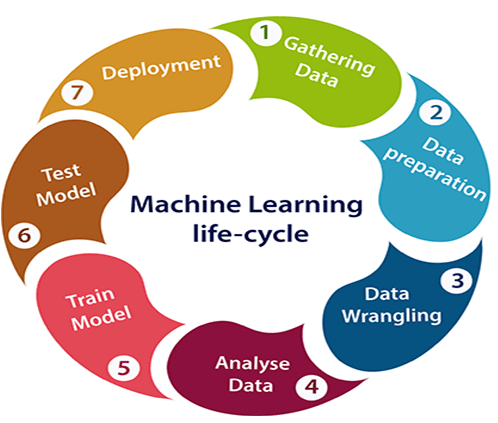 Machine Learning
life-cycle
1
Gathering
Data
2
Data
preparation
3
Data
Wrangling
4
Analyse
Data
5
Train
Model
6
Test
Model
7
Deployment